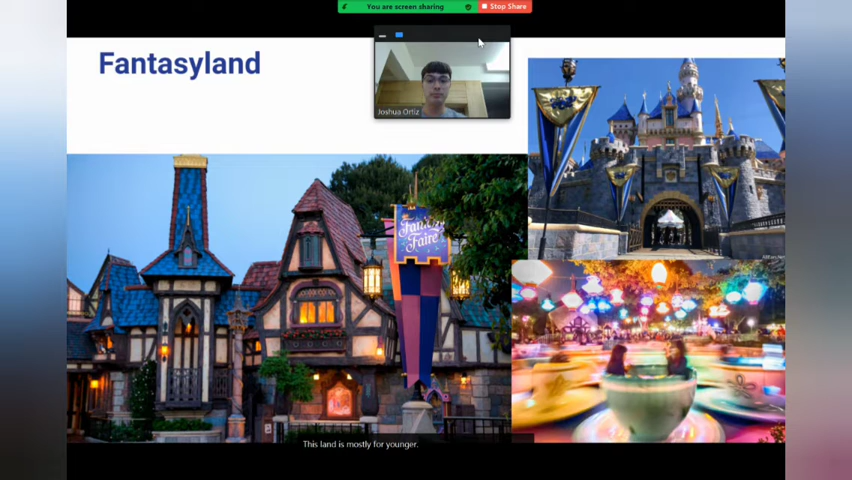 You are screen sharing
Stop Share
Fantasyland
Joshua Ortiz
Fantasy
Faire
This land is mostly for younger.